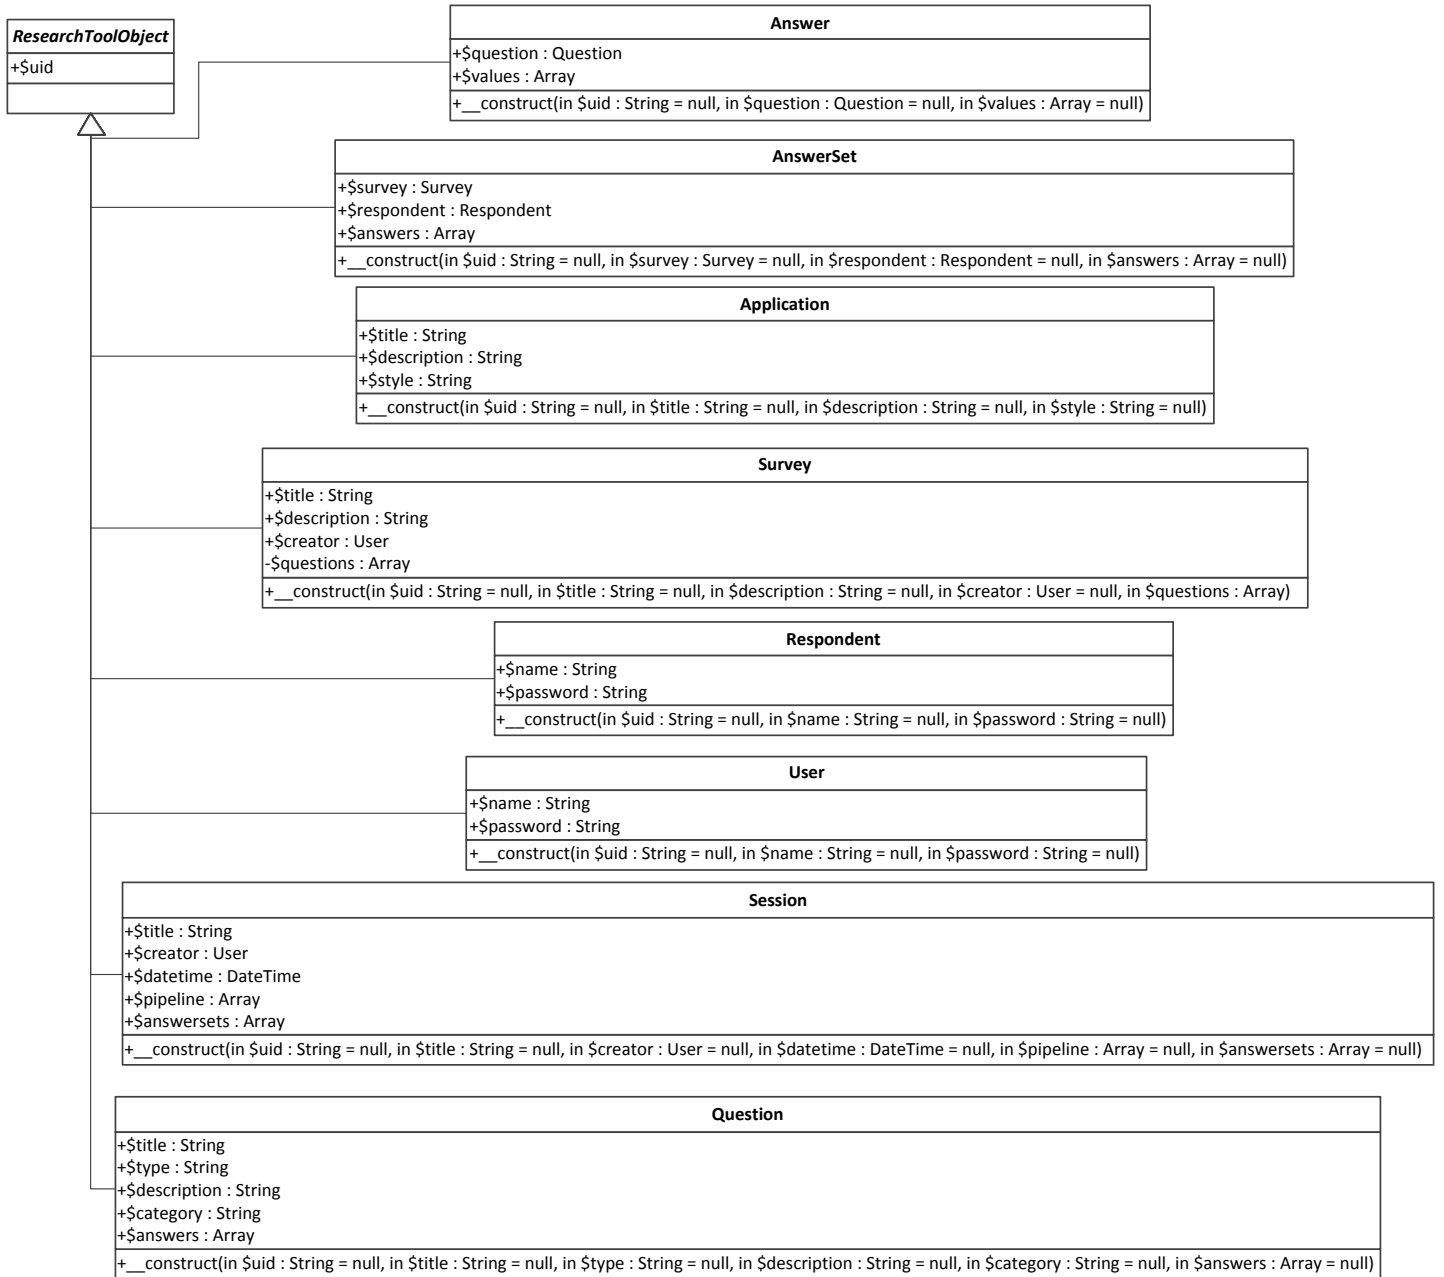 ResearchToolObject
+$uid
Answer
+$question : Question
+$values : Array
+__construct(in $uid : String = null, in $question : Question = null, in $values : Array = null)
AnswerSet
+$survey : Survey
+$respondent : Respondent
+$answers : Array
+__construct(in $uid : String = null, in $survey : Survey = null, in $respondent : Respondent = null, in $answers : Array = null)
Application
+$title : String
+$description : String
+$style : String
+__construct(in $uid : String = null, in $title : String = null, in $description : String = null, in $style : String = null)
Survey
+$title : String
+$description : String
+$creator : User
-$questions : Array
+__construct(in $uid : String = null, in $title : String = null, in $description : String = null, in $creator : User = null, in $questions : Array)
Respondent
+$name : String
+$password : String
+__construct(in $uid : String = null, in $name : String = null, in $password : String = null)
User
+$name : String
+$password : String
+__construct(in $uid : String = null, in $name : String = null, in $password : String = null)
Session
+$title : String
+$creator : User
+$datetime : DateTime
+$pipeline : Array
+$answersets : Array
+__construct(in $uid : String = null, in $title : String = null, in $creator : User = null, in $datetime : DateTime = null, in $pipeline : Array = null, in $answersets : Array = null)
Question
+$title : String
+$type : String
+$description : String
+$category : String
+$answers : Array
+__construct(in $uid : String = null, in $title : String = null, in $type : String = null, in $description : String = null, in $category : String = null, in $answers : Array = null)